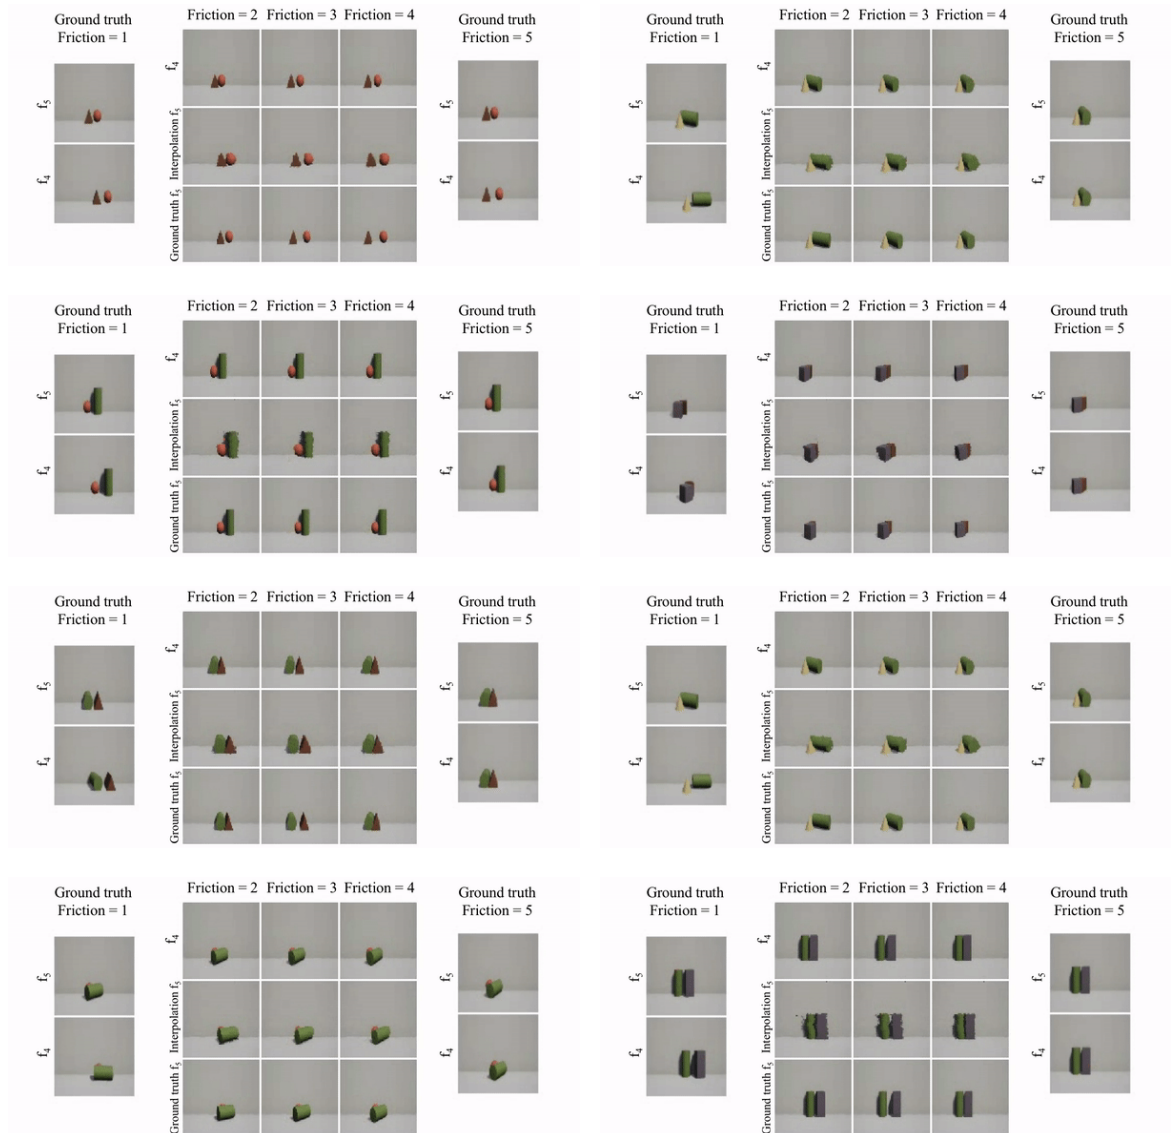 Ground truth
Friction = 1
f5
f4
Friction = 2 Friction = 3 Friction = 4
f4
Interpolation f5
Ground truth f5
Ground truth
Friction = 5
f5
f4
Ground truth
Friction = 1
f5
f4
Friction = 2 Friction = 3 Friction = 4
f4
Interpolation f5
Ground truth f5
Ground truth
Friction = 5
f5
f4
Ground truth
Friction = 1
f5
f4
Friction = 2 Friction = 3 Friction = 4
f4
Interpolation f5
Ground truth f5
Ground truth
Friction = 5
f5
f4
Ground truth
Friction = 1
f5
f4
Friction = 2 Friction = 3 Friction = 4
f4
Interpolation f5
Ground truth f5
Ground truth
Friction = 5
f5
f4
Ground truth
Friction = 1
f5
f4
Friction = 2 Friction = 3 Friction = 4
f4
Interpolation f5
Ground truth f5
Ground truth
Friction = 5
f5
f4
Ground truth
Friction = 1
f5
f4
Friction = 2 Friction = 3 Friction = 4
f4
Interpolation f5
Ground truth f5
Ground truth
Friction = 5
f5
f4
Ground truth
Friction = 1
f5
f4
Friction = 2 Friction = 3 Friction = 4
f4
Interpolation f5
Ground truth f5
Ground truth
Friction = 5
f5
f4
Ground truth
Friction = 1
f5
f4
Friction = 2 Friction = 3 Friction = 4
f4
Interpolation f5
Ground truth f5
Ground truth
Friction = 5
f5
f4